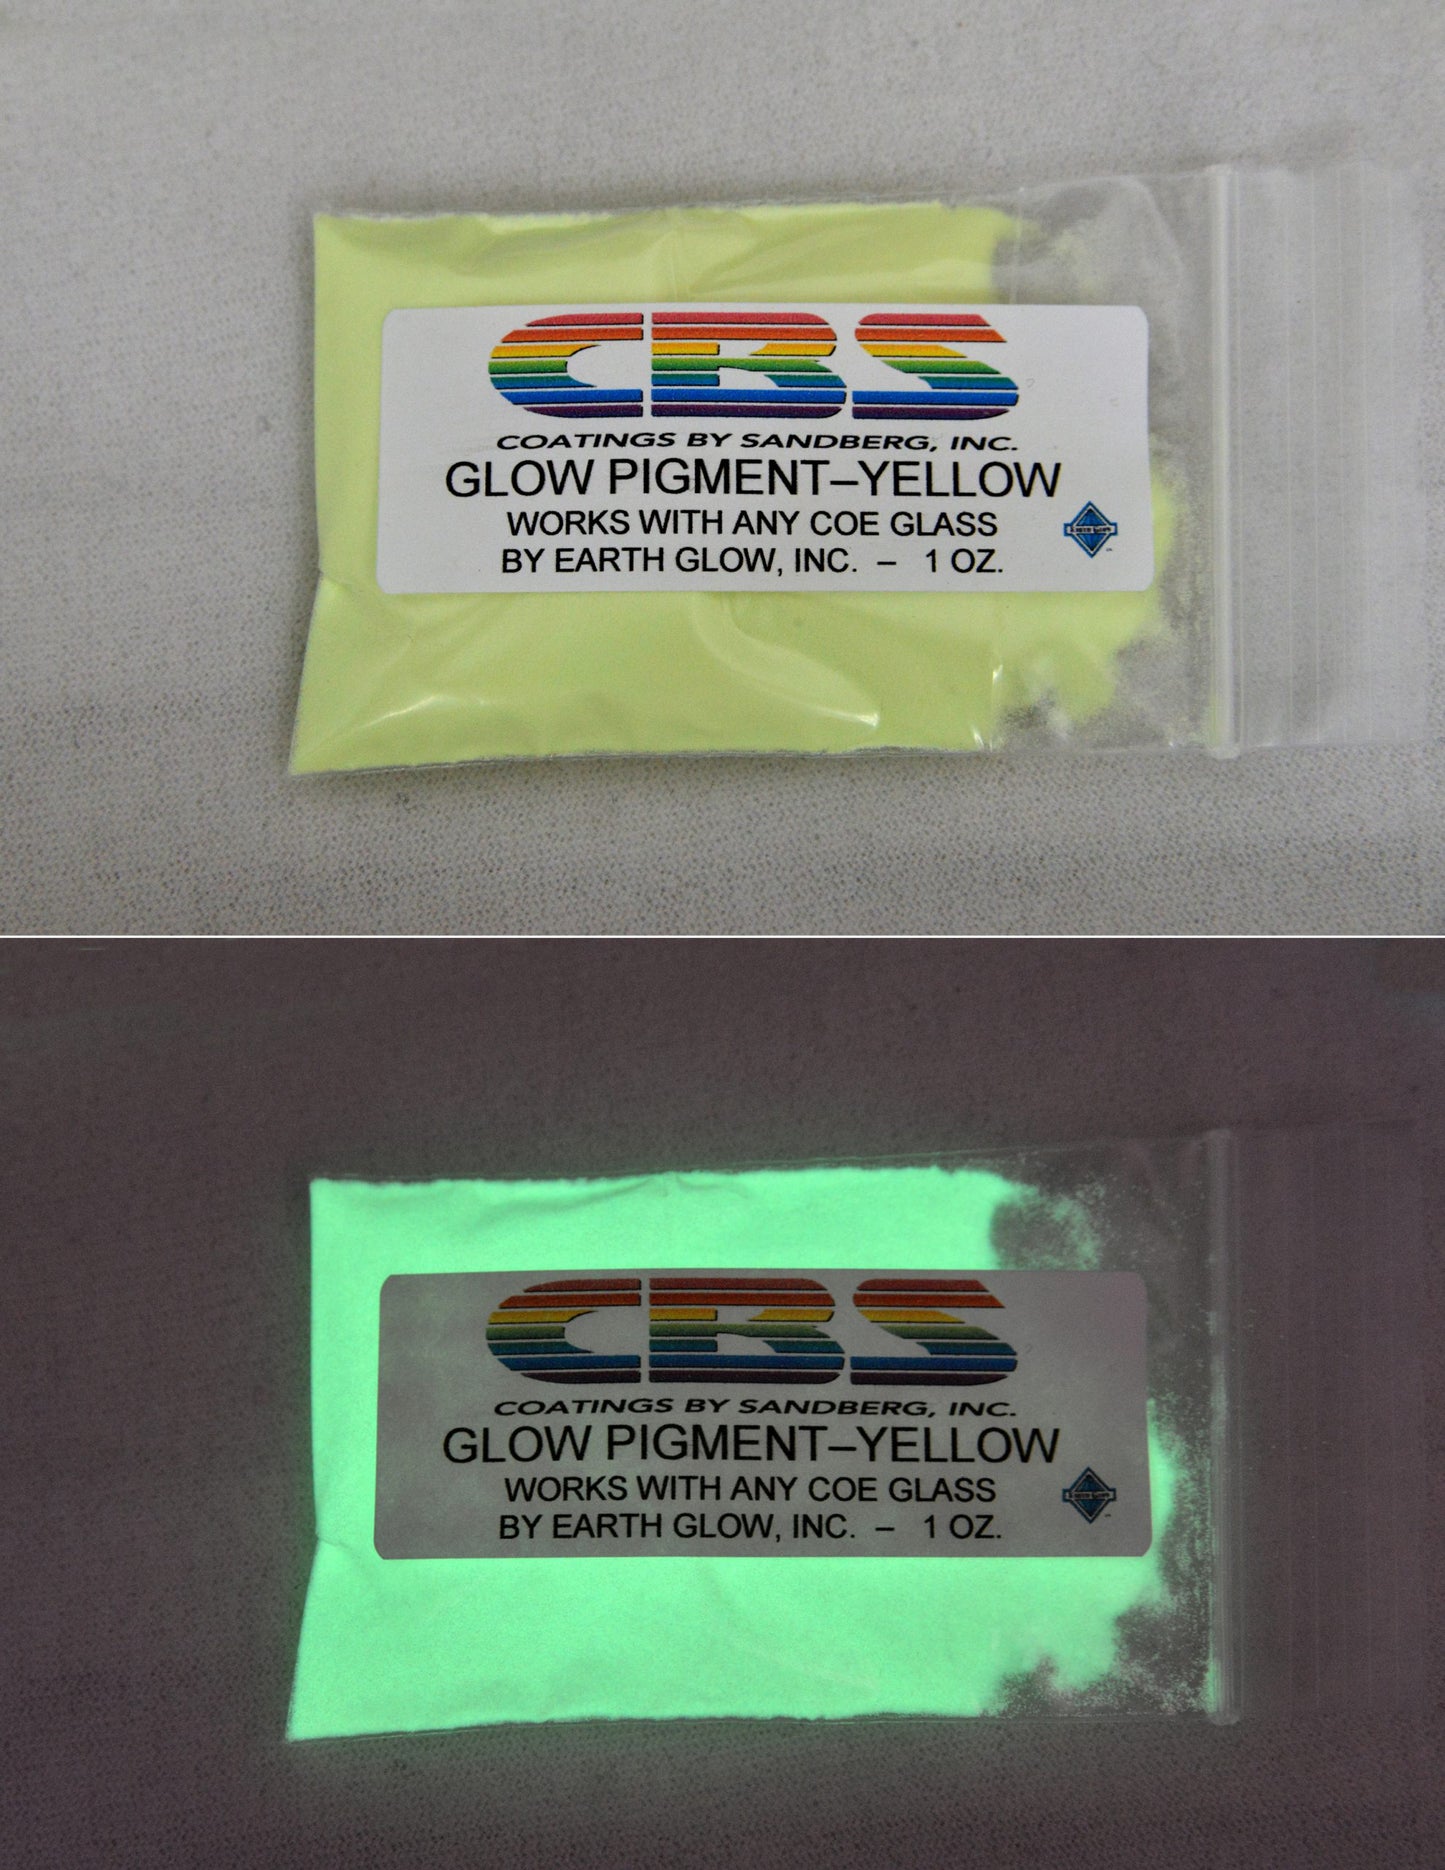 CBS
COATINGS BY SANDBERG, INC.
GLOW PIGMENT–YELLOW
WORKS WITH ANY COE GLASS
BY EARTH GLOW, INC. – 1 OZ.
CBS
COATINGS BY SANDBERG, INC.
GLOW PIGMENT–YELLOW
WORKS WITH ANY COE GLASS
BY EARTH GLOW, INC. – 1 OZ.